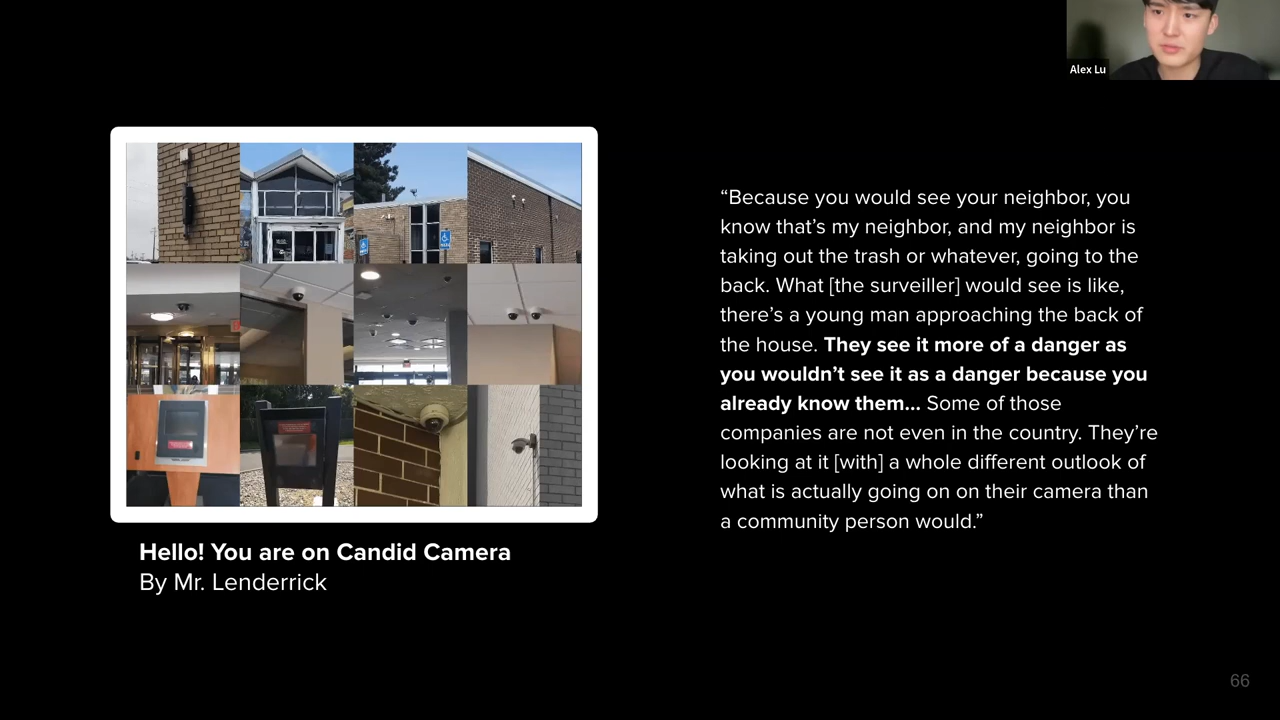 Alex Lu
“Because you would see your neighbor, you
know that’s my neighbor, and my neighbor is
taking out the trash or whatever, going to the
back. What [the surveiller] would see is like,
there’s a young man approaching the back of
the house. They see it more of a danger as
you wouldn’t see it as a danger because you
already know them... Some of those
companies are not even in the country. They’re
looking at it [with] a whole different outlook of
what is actually going on on their camera than
a community person would.”
Hello! You are on Candid Camera
By Mr. Lenderrick
66